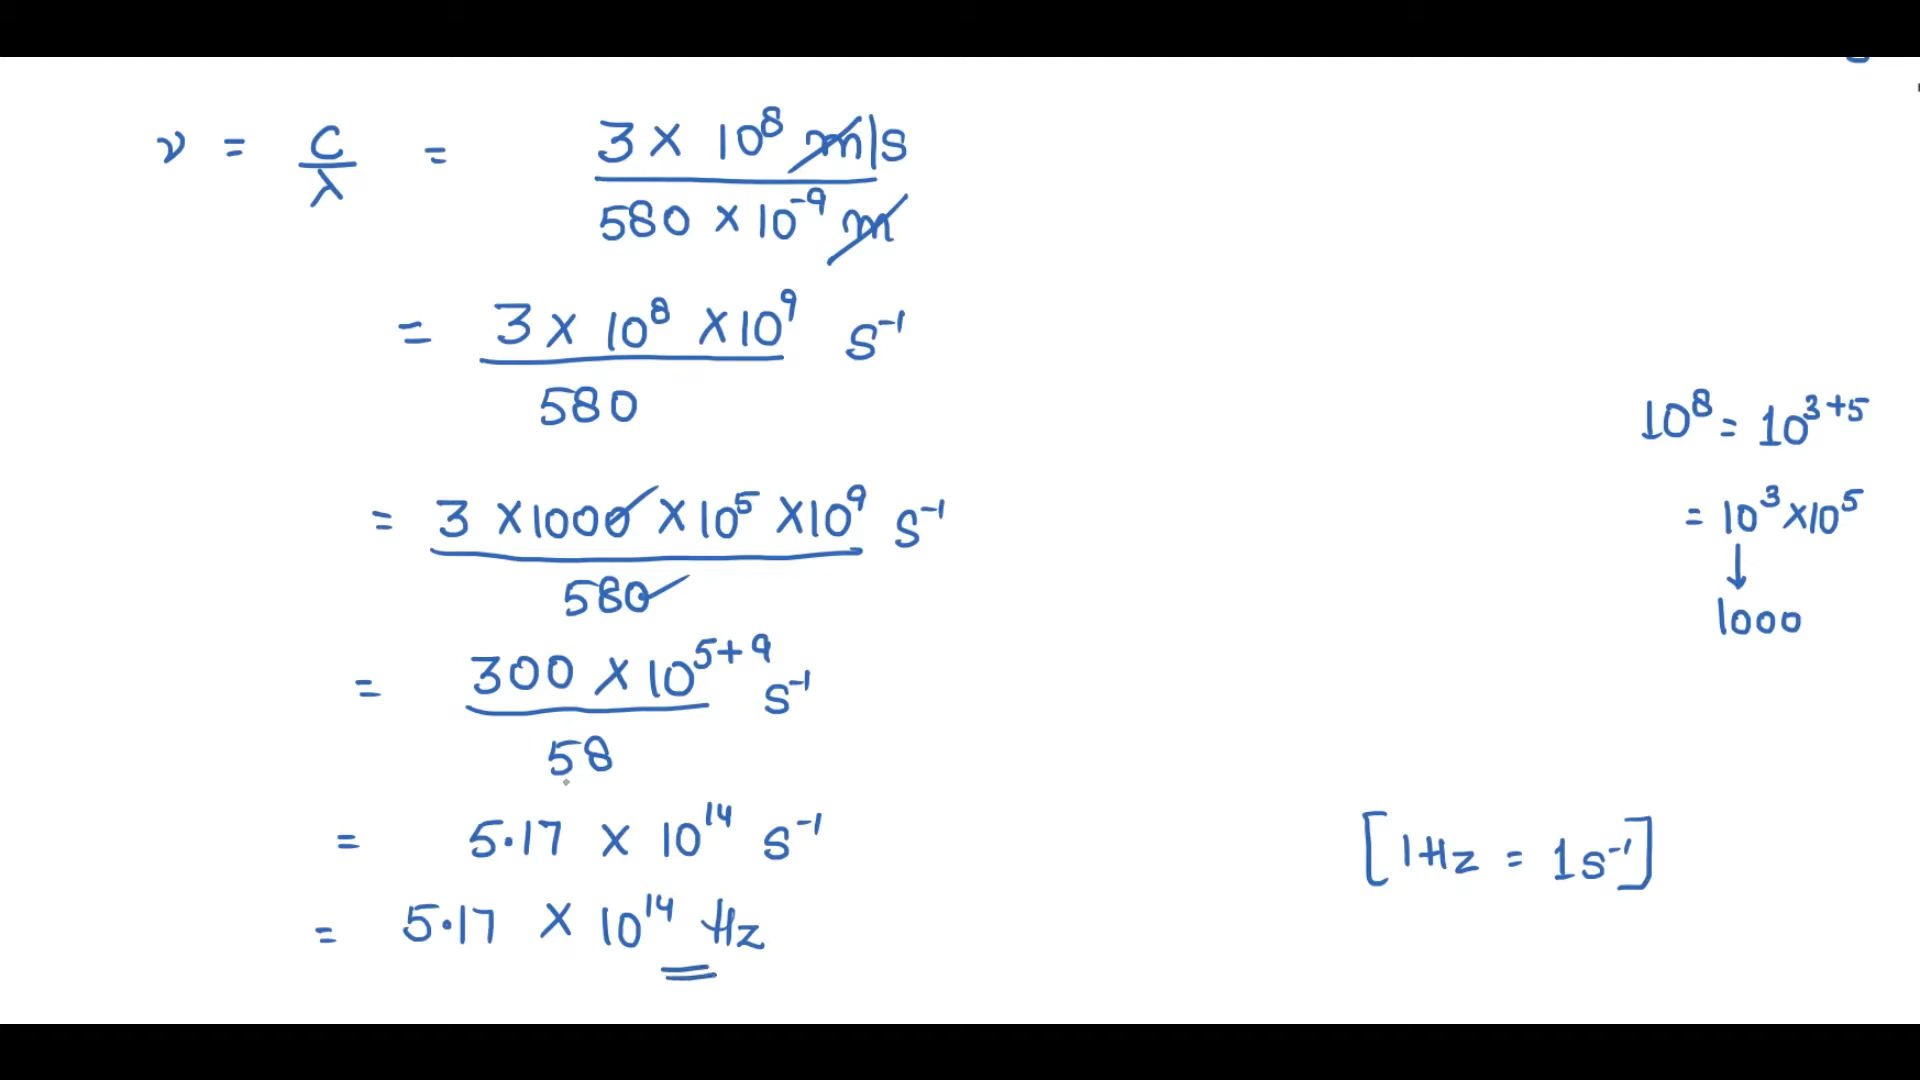 ν = c/λ = 3 × 10⁸ m/s / 580 × 10⁻⁹ m
= 3 × 10⁸ × 10⁹ / 580 s⁻¹
= 3 × 1000 × 10⁵ × 10⁹ / 580 s⁻¹
= 300 × 10⁵⁺⁹ / 58 s⁻¹
= 5.17 × 10¹⁴ s⁻¹
= 5.17 × 10¹⁴ Hz
10⁸ = 10³⁺⁵
= 10³ × 10⁵
↓
1000
[1Hz = 1s⁻¹]